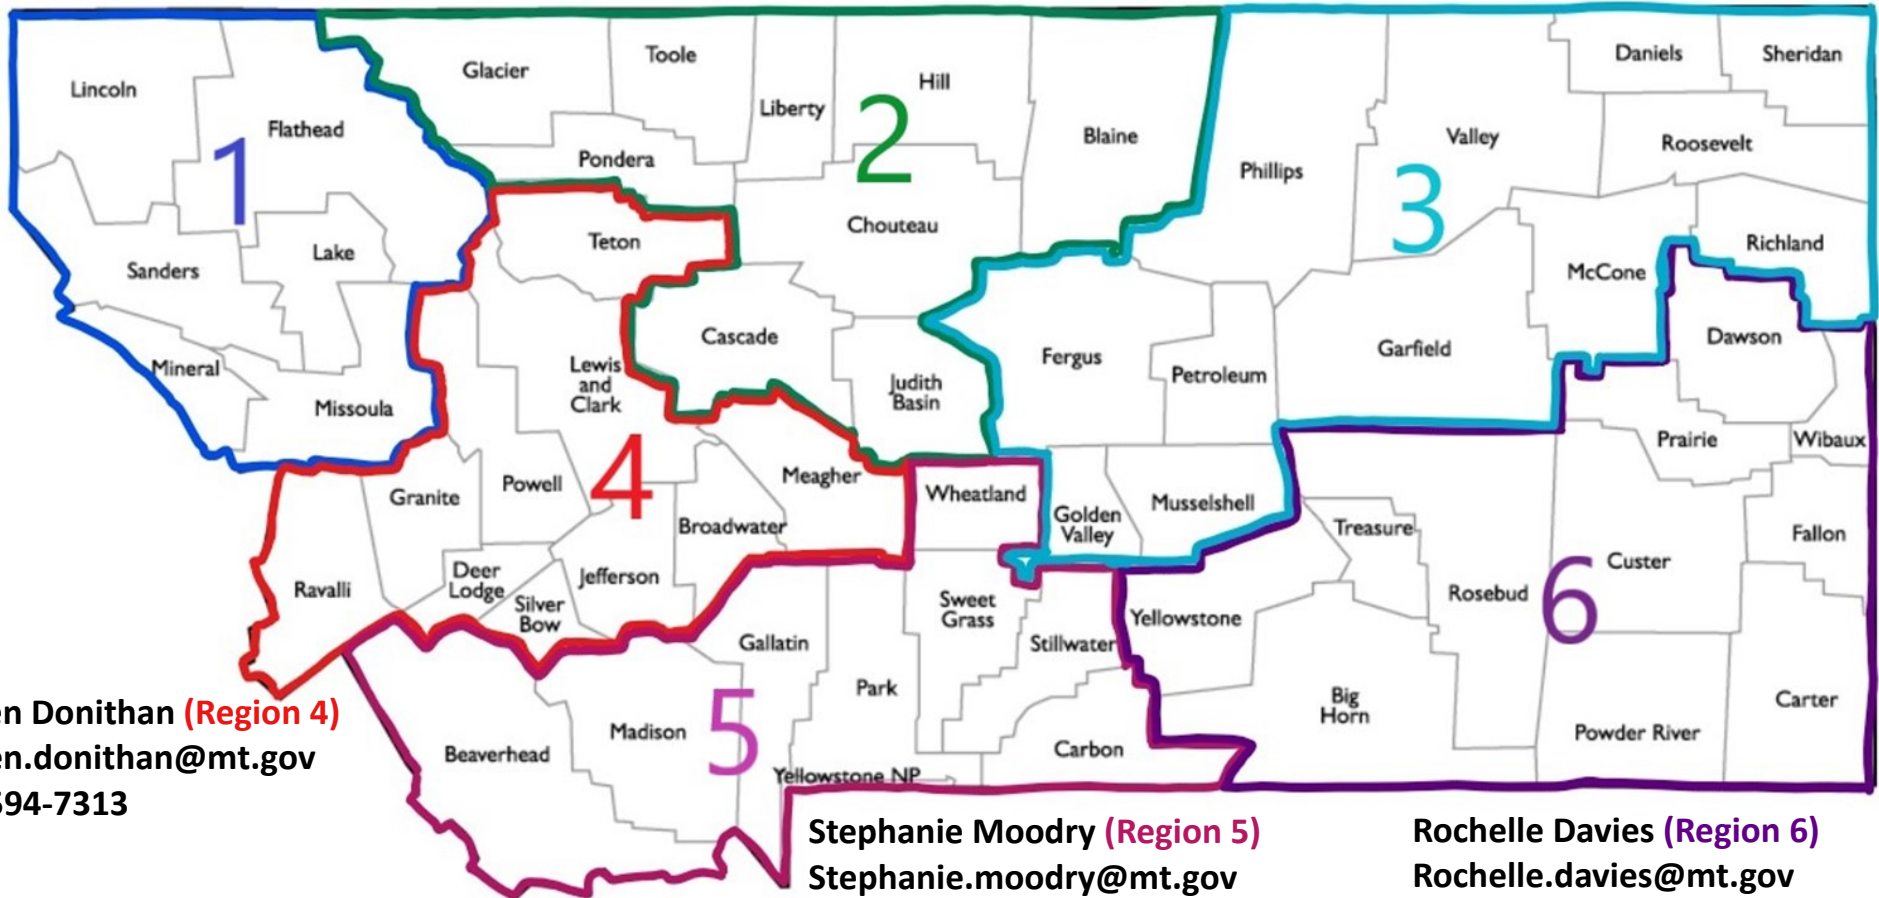 Daniels
Sheridan
Toole
Glacier
Hill
Lincoln
Liberty
Flathead
1
2
Blaine
Valley
Roosevelt
Pondera
Phillips
3
Chouteau
Teton
Lake
Richland
Sanders
McCone
Cascade
Dawson
Garfield
Fergus
Mineral
Lewis
and
Clark
Judith
Basin
Petroleum
Missoula
Prairie
Wibaux
Meagher
Powell
4
Granite
Wheatland
Musselshell
Golden
Valley
Broadwater
Treasure
Fallon
Custer
Deer
Lodge
Jefferson
Ravalli
Silver
Bow
Sweet
Grass
Rosebud
6
Yellowstone
Gallatin
Stillwater
Park
Big
Horn
Carter
Madison
5
Powder River
Beaverhead
Carbon
Yellowstone NP
en Donithan (Region 4)
en.donithan@mt.gov
594-7313
Stephanie Moodry (Region 5)
Stephanie.moodry@mt.gov
Rochelle Davies (Region 6)
Rochelle.davies@mt.gov